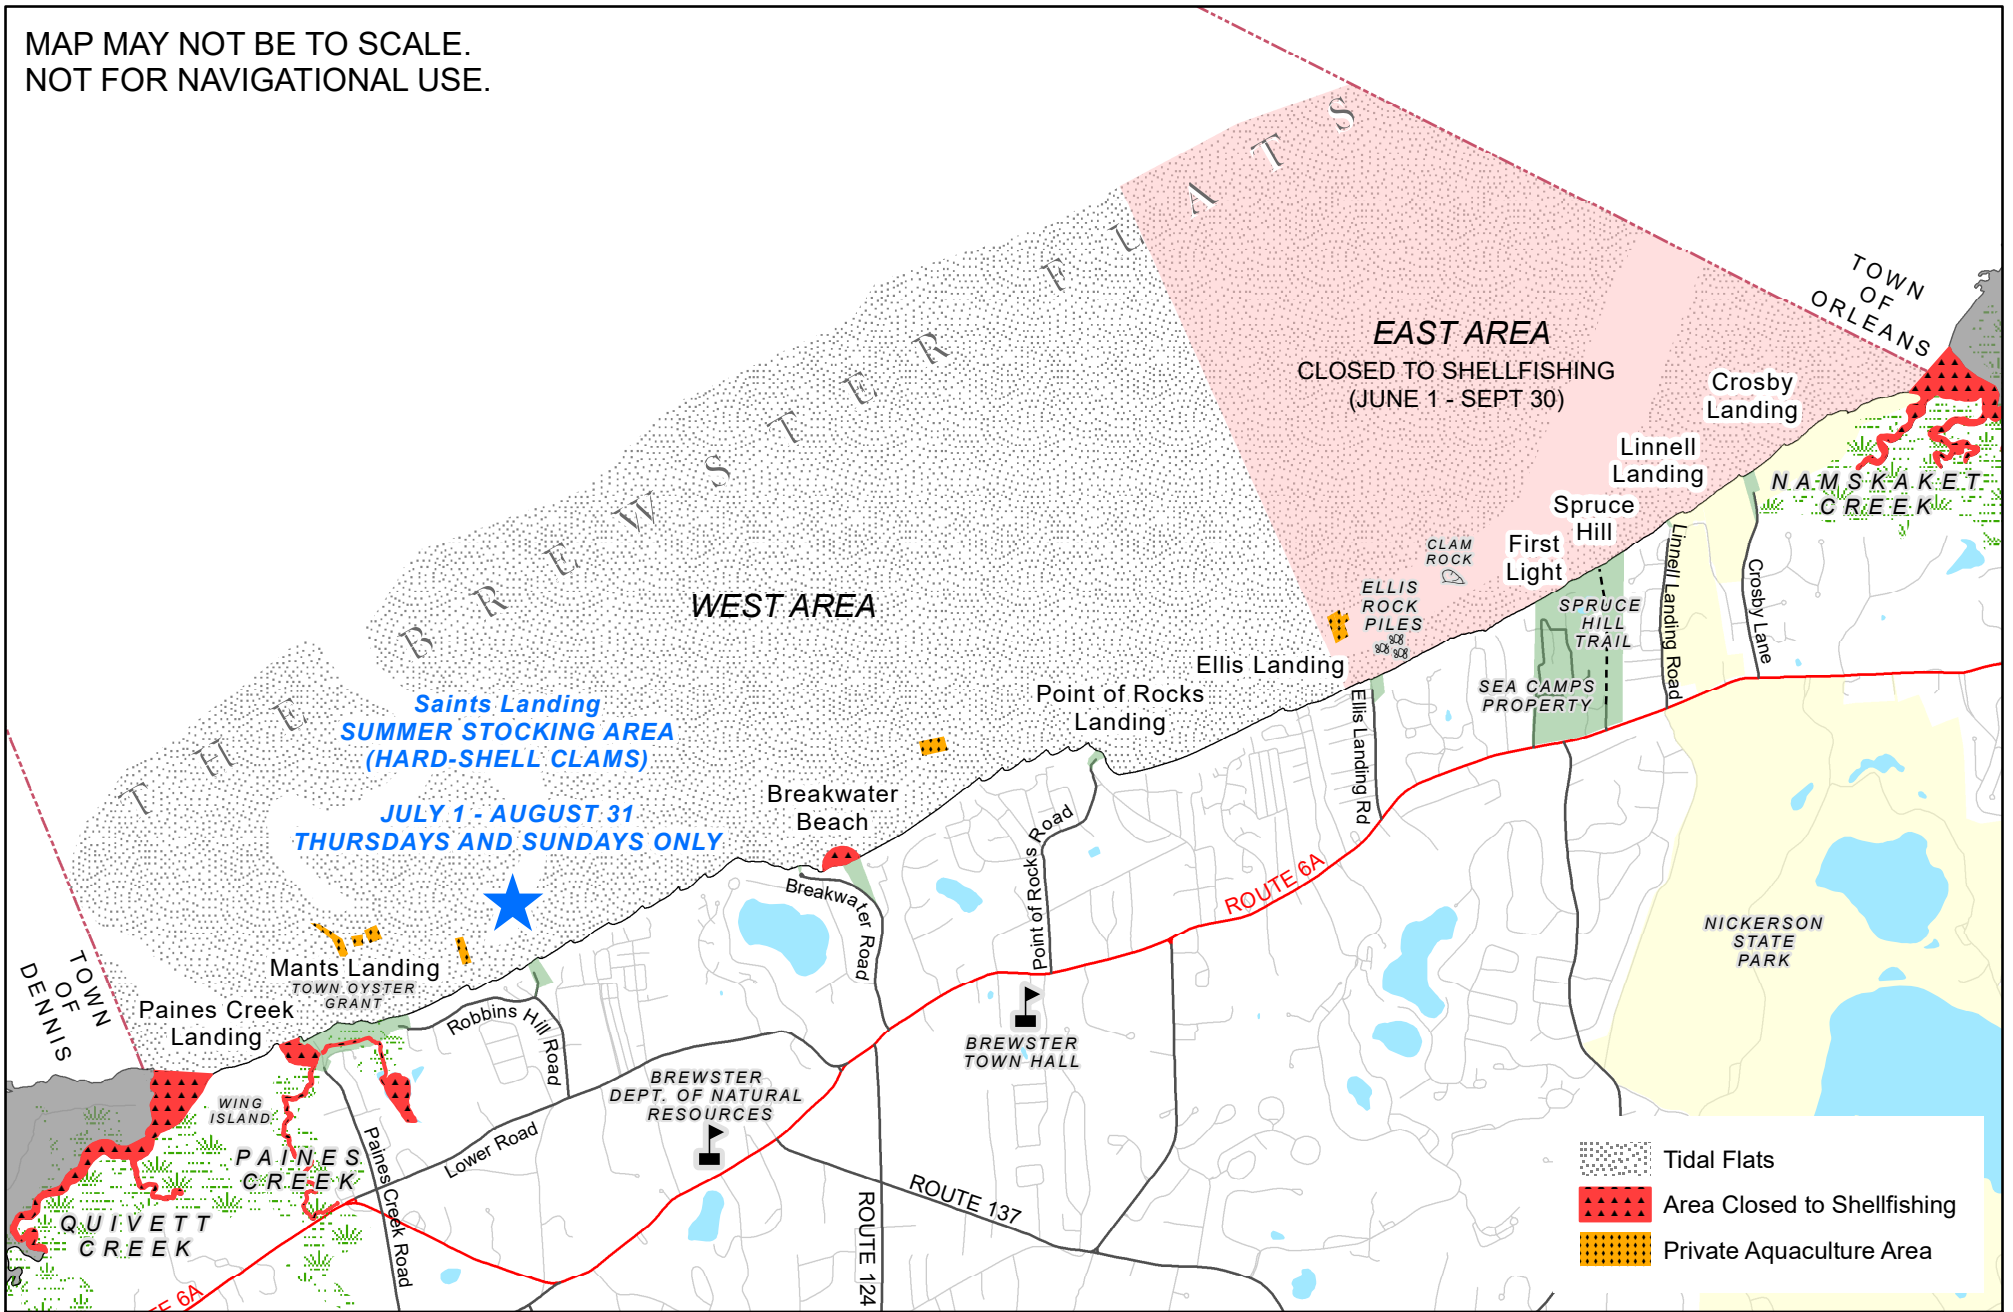 MAP MAY NOT BE TO SCALE.
NOT FOR NAVIGATIONAL USE.
THE BREWSTER FLATS
TOWN
OF
ORLEANS
EAST AREA
CLOSED TO SHELLFISHING
(JUNE 1 - SEPT 30)
Crosby
Landing
Linnell
Landing
NAMSKAKET
CREEK
Spruce
Hill
First
Light
CLAM
ROCK
ELLIS
ROCK
PILES
WEST AREA
SPRUCE
HILL
TRAIL
Linnell Landing Road
Crosby Lane
Ellis Landing
SEA CAMPS
PROPERTY
Point of Rocks
Landing
Ellis Landing Rd
Saints Landing
SUMMER STOCKING AREA
(HARD-SHELL CLAMS)
JULY 1 - AUGUST 31
THURSDAYS AND SUNDAYS ONLY
Breakwater
Beach
Breakwater Road
Point of Rocks Road
ROUTE 6A
NICKERSON
STATE
PARK
TOWN
OF
DENNIS
Mants Landing
TOWN OYSTER
GRANT
Paines Creek
Landing
Robbins Hill Road
BREWSTER
TOWN HALL
BREWSTER
DEPT. OF NATURAL
RESOURCES
WING
ISLAND
PAINES
CREEK
Lower Road
Paines Creek Road
QUIVETT
CREEK
ROUTE 137
ROUTE 124
TE 6A
Tidal Flats
Area Closed to Shellfishing
Private Aquaculture Area